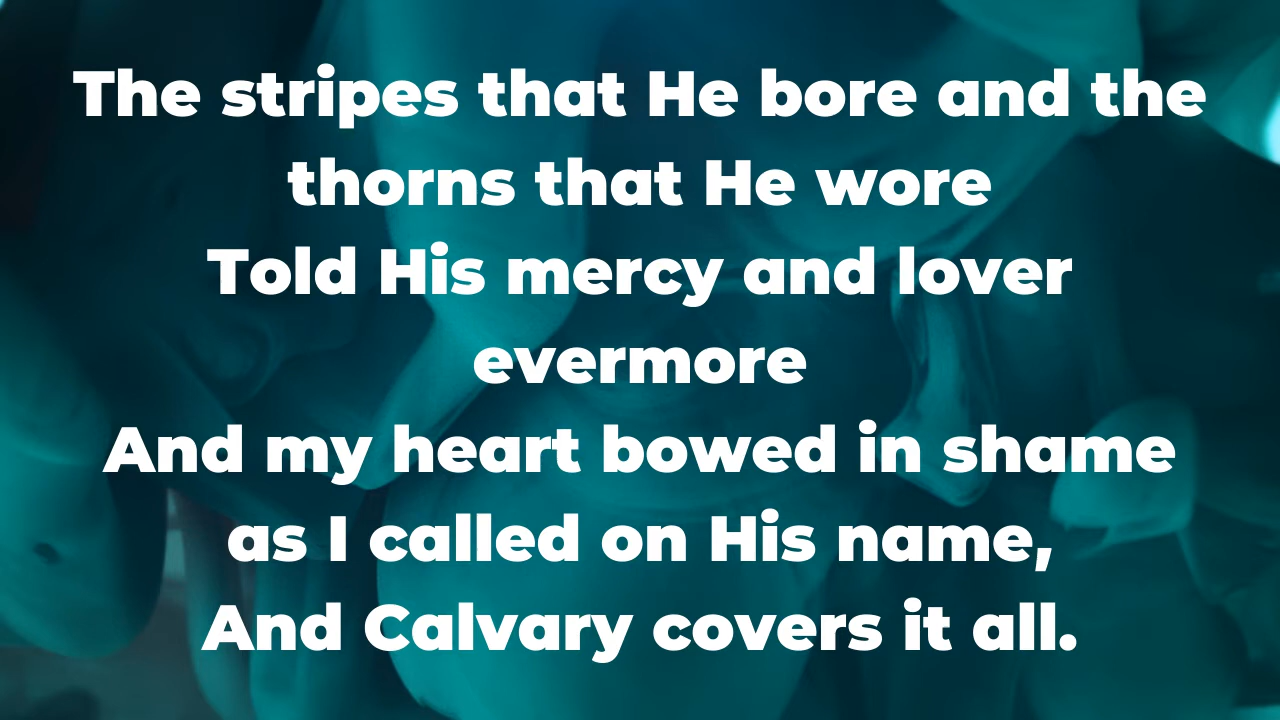 The stripes that He bore and the
thorns that He wore
Told His mercy and lover
evermore
And my heart bowed in shame
as I called on His name,
And Calvary covers it all.